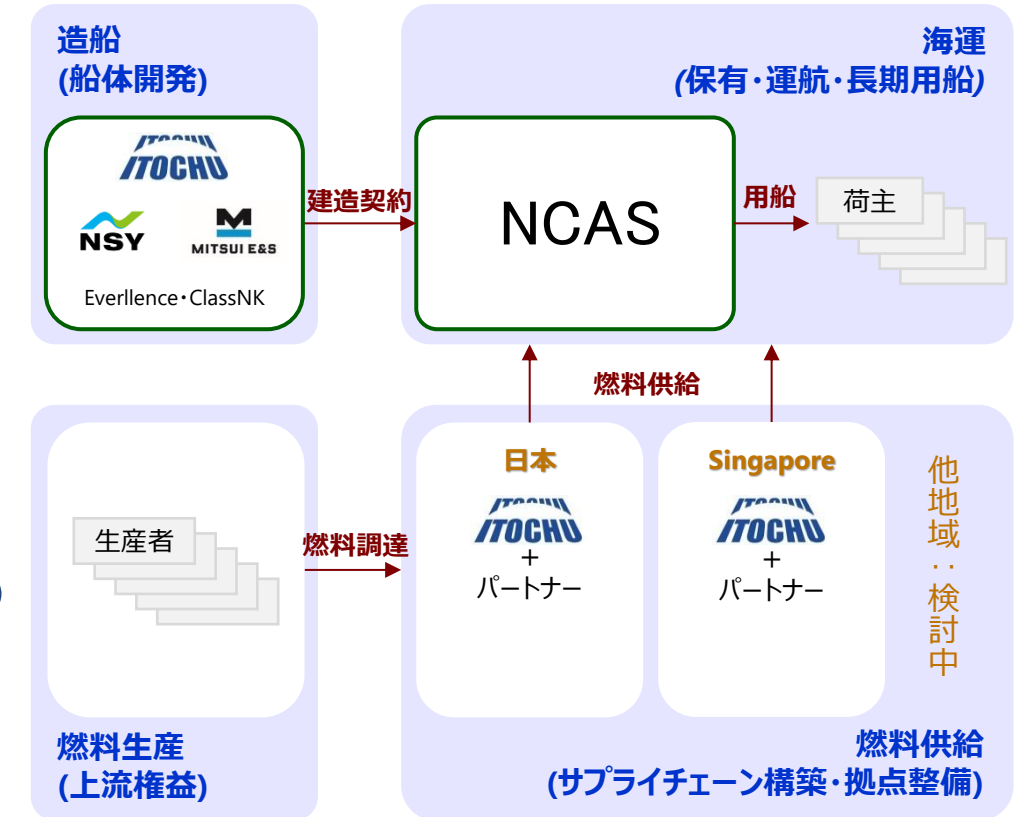 造船
(船体開発)
ITOCHU
NSY
MITSUI E&S
Everllence・ClassNK
建造契約
海運
(保有・運航・長期用船)
NCAS
用船
荷主
燃料供給
生産者
燃料調達
)
日本
ITOCHU
+
パートナー
Singapore
ITOCHU
+
パートナー
他地域：検討中
燃料生産
(上流権益)
燃料供給
(サプライチェーン構築・拠点整備)